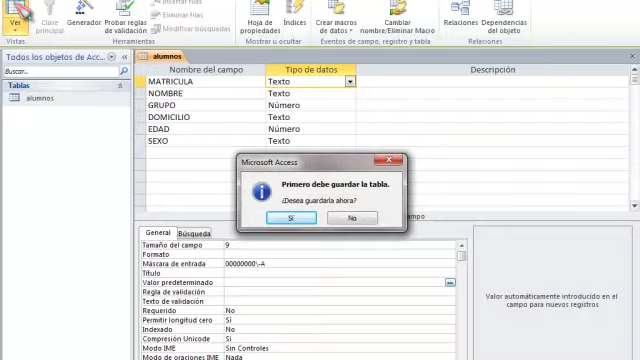 Ver
Clave
principal
Generador
Probar reglas
de validación
Insertar filas
Eliminar filas
Modificar búsquedas
Hoja de
propiedades
Índices
Crear macros
de datos
Cambiar
nombre/Eliminar Macro
Relaciones
Dependencias
del objeto
Vistas
Herramientas
Mostrar u ocultar
Eventos de campo, registro y tabla
Relaciones
Todos los objetos de Acce...
Buscar...
Tablas
alumnos
alumnos
Nombre del campo Tipo de datos Descripción
MATRICULA Texto
NOMBRE Texto
GRUPO Número
DOMICILIO Texto
EDAD Número
SEXO Texto
Microsoft Access
Primero debe guardar la tabla.
¿Desea guardarla ahora?
Sí No
campo
General Búsqueda
Tamaño del campo 9
Formato
Máscara de entrada 00000000\-A
Título
Valor predeterminado
Regla de validación
Texto de validación
Requerido No
Permitir longitud cero Sí
Indexado No
Compresión Unicode Sí
Modo IME Sin Controles
Modo de oraciones IME Nada
Valor automáticamente introducido en el
campo para nuevos registros